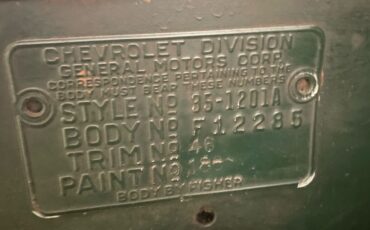 CHEVROLET DIVISION
GENERAL MOTORS CORP.
CORRESPONDENCE PERTAINING TO THE
BODY MUST BEAR THESE NUMBERS
STYLE NO 35-1201A
BODY NO F 12285
TRIM NO 46
PAINT NO
BODY BY FISHER